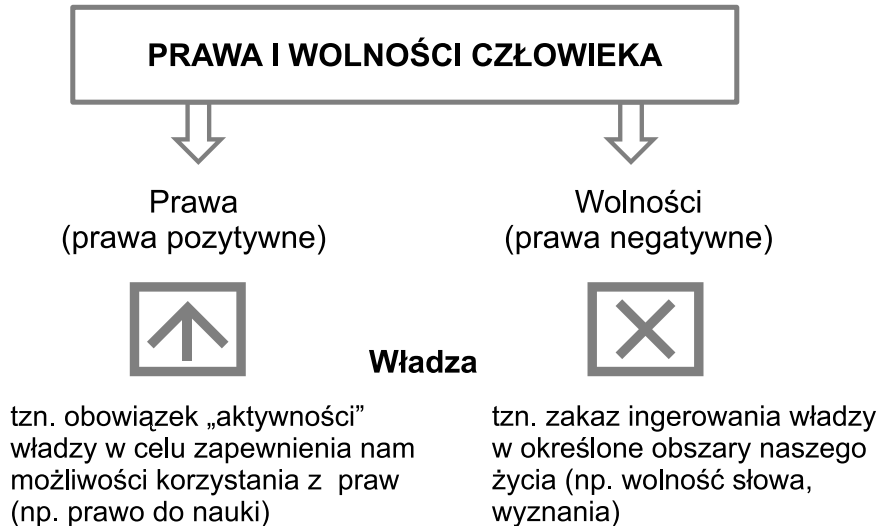 PRAWA I WOLNOŚCI CZŁOWIEKA
Prawa
(prawa pozytywne)
Wolności
(prawa negatywne)
Władza
tzn. obowiązek „aktywności”
władzy w celu zapewnienia nam
możliwości korzystania z praw
(np. prawo do nauki)
tzn. zakaz ingerowania władzy
w określone obszary naszego
życia (np. wolność słowa,
wyznania)